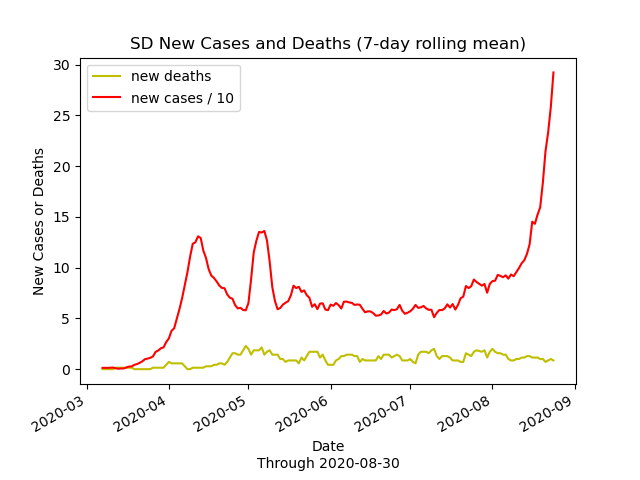 SD New Cases and Deaths (7-day rolling mean)
new deaths
new cases / 10
New Cases or Deaths
30
25
20
15
10
5
0
2020-03
2020-04
2020-05
2020-06
2020-07
2020-08
2020-09
Date
Through 2020-08-30